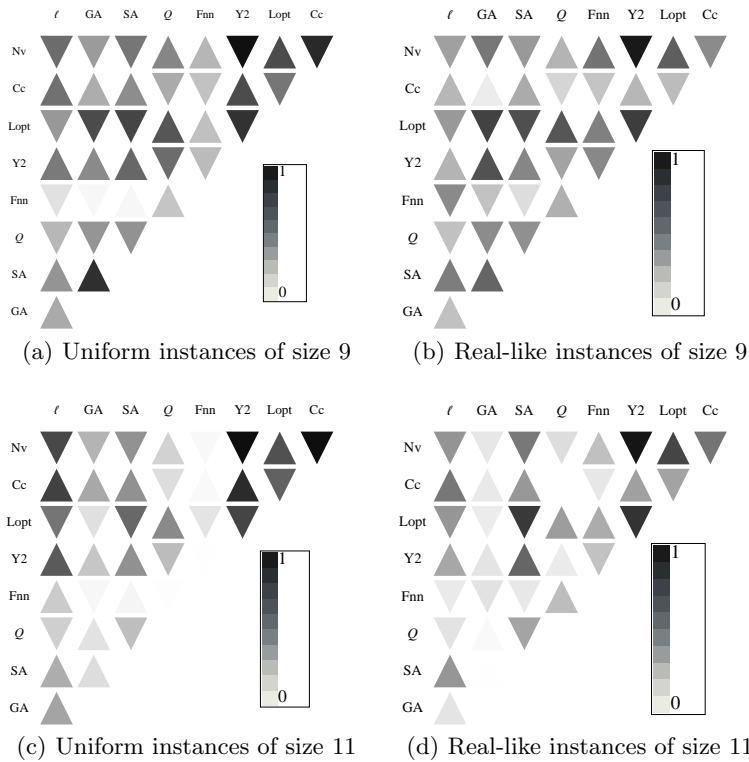 ℓ GA SA Q Fnn Y2 Lopt Cc
Nv
Cc
Lopt
Y2
Fnn
Q
SA
GA
1
0
(a) Uniform instances of size 9
ℓ GA SA Q Fnn Y2 Lopt Cc
Nv
Cc
Lopt
Y2
Fnn
Q
SA
GA
1
0
(b) Real-like instances of size 9
ℓ GA SA Q Fnn Y2 Lopt Cc
Nv
Cc
Lopt
Y2
Fnn
Q
SA
GA
1
0
(c) Uniform instances of size 11
ℓ GA SA Q Fnn Y2 Lopt Cc
Nv
Cc
Lopt
Y2
Fnn
Q
SA
GA
1
0
(d) Real-like instances of size 11